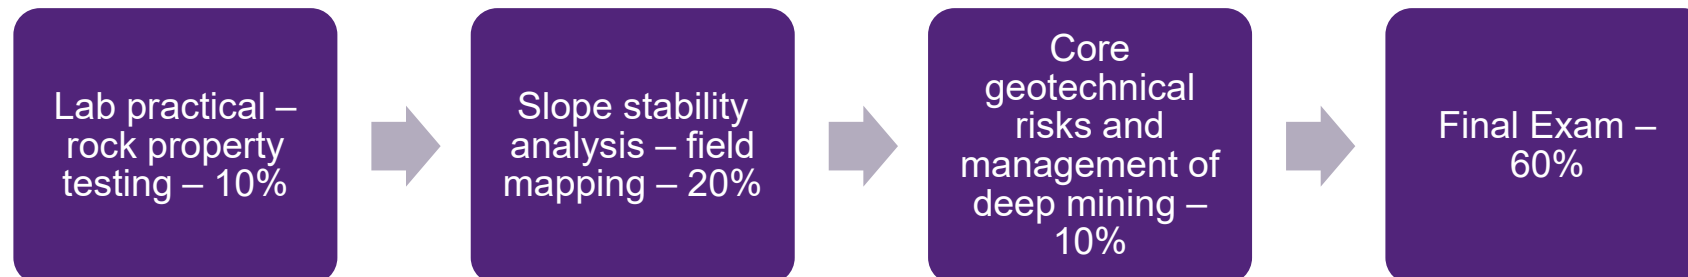 Lab practical –
rock property
testing – 10%
Slope stability
analysis – field
mapping – 20%
Core
geotechnical
risks and
management of
deep mining –
10%
Final Exam –
60%